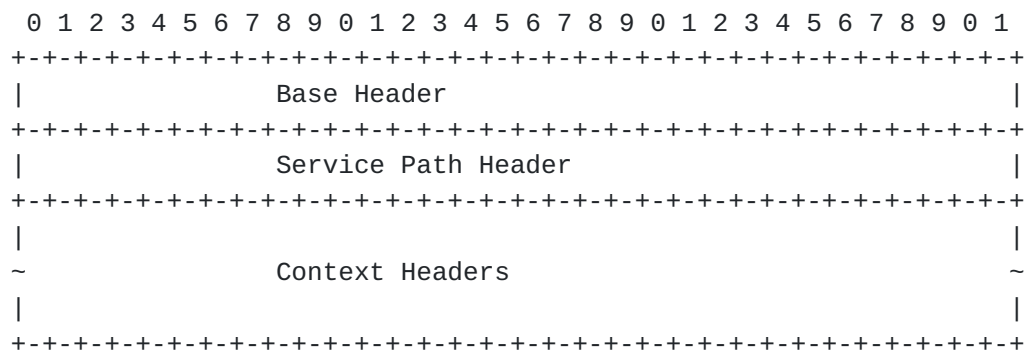 0 1 2 3 4 5 6 7 8 9 0 1 2 3 4 5 6 7 8 9 0 1 2 3 4 5 6 7 8 9 0 1
+-+-+-+-+-+-+-+-+-+-+-+-+-+-+-+-+-+-+-+-+-+-+-+-+-+-+-+-+-+-+-+-+
|                Base Header                                    |
+-+-+-+-+-+-+-+-+-+-+-+-+-+-+-+-+-+-+-+-+-+-+-+-+-+-+-+-+-+-+-+-+
|                Service Path Header                            |
+-+-+-+-+-+-+-+-+-+-+-+-+-+-+-+-+-+-+-+-+-+-+-+-+-+-+-+-+-+-+-+-+
|                                                               |
~                Context Headers                                ~
|                                                               |
+-+-+-+-+-+-+-+-+-+-+-+-+-+-+-+-+-+-+-+-+-+-+-+-+-+-+-+-+-+-+-+-+